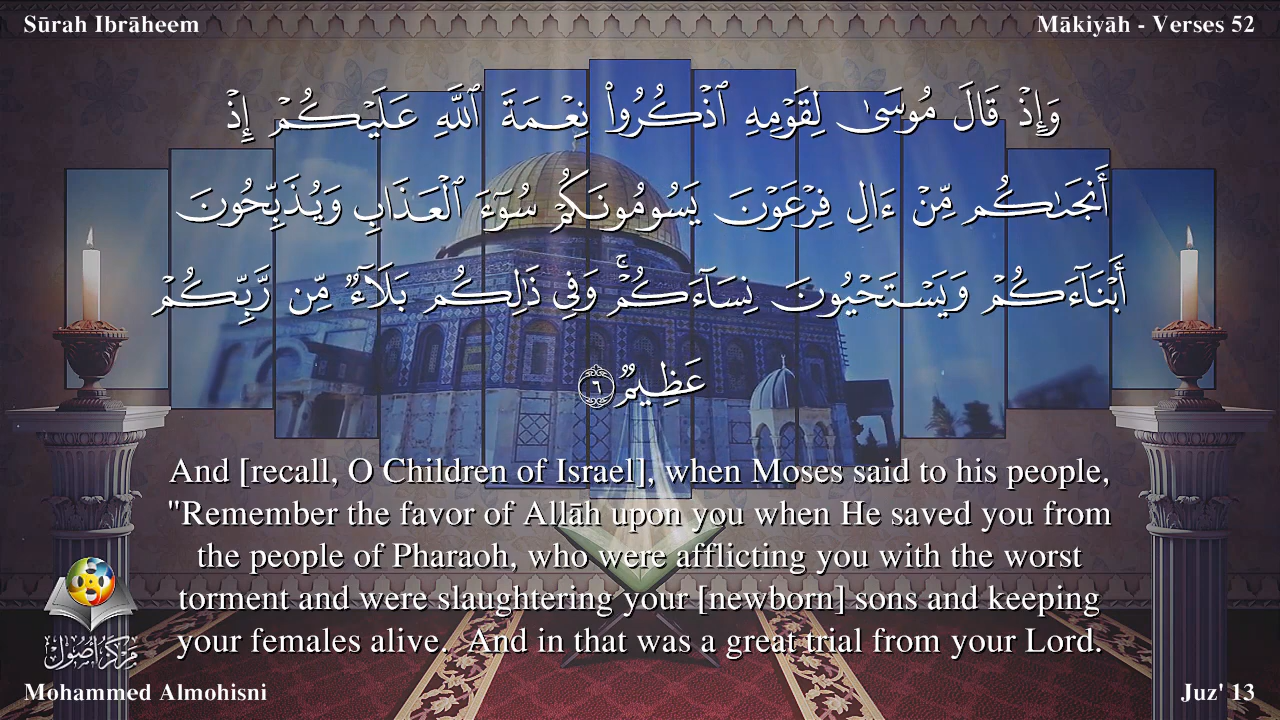 Sūrah Ibrāheem
Mākiyāh - Verses 52
وَإِذْ قَالَ مُوسَىٰ لِقَوْمِهِ ٱذْكُرُوا۟ نِعْمَةَ ٱللَّهِ عَلَيْكُمْ إِذْ
أَنجَىٰكُم مِّنْ ءَالِ فِرْعَوْنَ يَسُومُونَكُمْ سُوٓءَ ٱلْعَذَابِ وَيُذَبِّحُونَ
أَبْنَآءَكُمْ وَيَسْتَحْيُونَ نِسَآءَكُمْ ۚ وَفِى ذَٰلِكُم بَلَآءٌ مِّن رَّبِّكُمْ
عَظِيمٌ ٦
And [recall, O Children of Israel], when Moses said to his people,
"Remember the favor of Allāh upon you when He saved you from
the people of Pharaoh, who were afflicting you with the worst
torment and were slaughtering your [newborn] sons and keeping
your females alive.  And in that was a great trial from your Lord.
مركز أصول
Mohammed Almohisni
Juz' 13